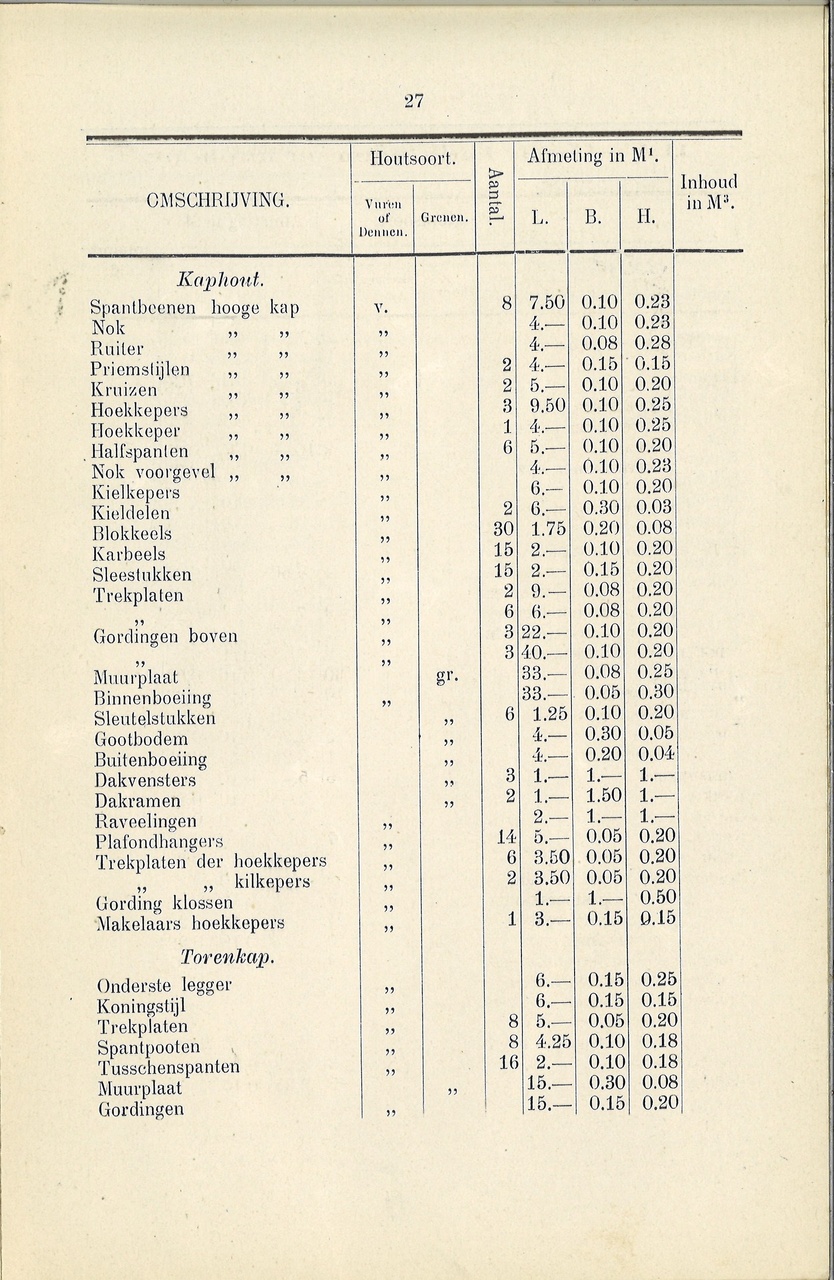 27
OMSCHRIJVING. Houtsoort. Aantal. Afmeting in M¹. Inhoud in M³.
Vuren of Dennen. Grenen. L. B. H.
Kaphout.
Spantbeenen hooge kap v. 8 7.50 0.10 0.23
Nok „ „ „ 4.— 0.10 0.23
Ruiter „ „ „ 4.— 0.08 0.28
Priemstijlen „ „ „ 2 4.— 0.15 0.15
Kruizen „ „ „ 2 5.— 0.10 0.20
Hoekkepers „ „ „ 3 9.50 0.10 0.25
Hoekkeper „ „ „ 1 4.— 0.10 0.25
Halfspanten „ „ „ 6 5.— 0.10 0.20
Nok voorgevel „ „ „ 4.— 0.10 0.23
Kielkepers „ 6.— 0.10 0.20
Kieldelen „ 2 6.— 0.30 0.03
Blokkeels „ 30 1.75 0.20 0.08
Karbeels „ 15 2.— 0.10 0.20
Sleestukken „ 15 2.— 0.15 0.20
Trekplaten „ 2 9.— 0.08 0.20
„ „ 6 6.— 0.08 0.20
Gordingen boven „ 3 22.— 0.10 0.20
„ „ 3 40.— 0.10 0.20
Muurplaat gr. 33.— 0.08 0.25
Binnenboeiing „ 33.— 0.05 0.30
Sleutelstukken „ 6 1.25 0.10 0.20
Gootbodem „ 4.— 0.30 0.05
Buitenboeiing „ 4.— 0.20 0.04
Dakvensters „ 3 1.— 1.— 1.—
Dakramen „ 2 1.— 1.50 1.—
Raveelingen „ 2.— 1.— 1.—
Plafondhangers „ 14 5.— 0.05 0.20
Trekplaten der hoekkepers „ 6 3.50 0.05 0.20
„ „ kilkepers „ 2 3.50 0.05 0.20
Gording klossen „ 1.— 1.— 0.50
Makelaars hoekkepers „ 1 3.— 0.15 0.15
Torenkap.
Onderste legger „ 6.— 0.15 0.25
Koningstijl „ 6.— 0.15 0.15
Trekplaten „ 8 5.— 0.05 0.20
Spantpooten „ 8 4.25 0.10 0.18
Tusschenspanten „ 16 2.— 0.10 0.18
Muurplaat „ 15.— 0.30 0.08
Gordingen „ 15.— 0.15 0.20